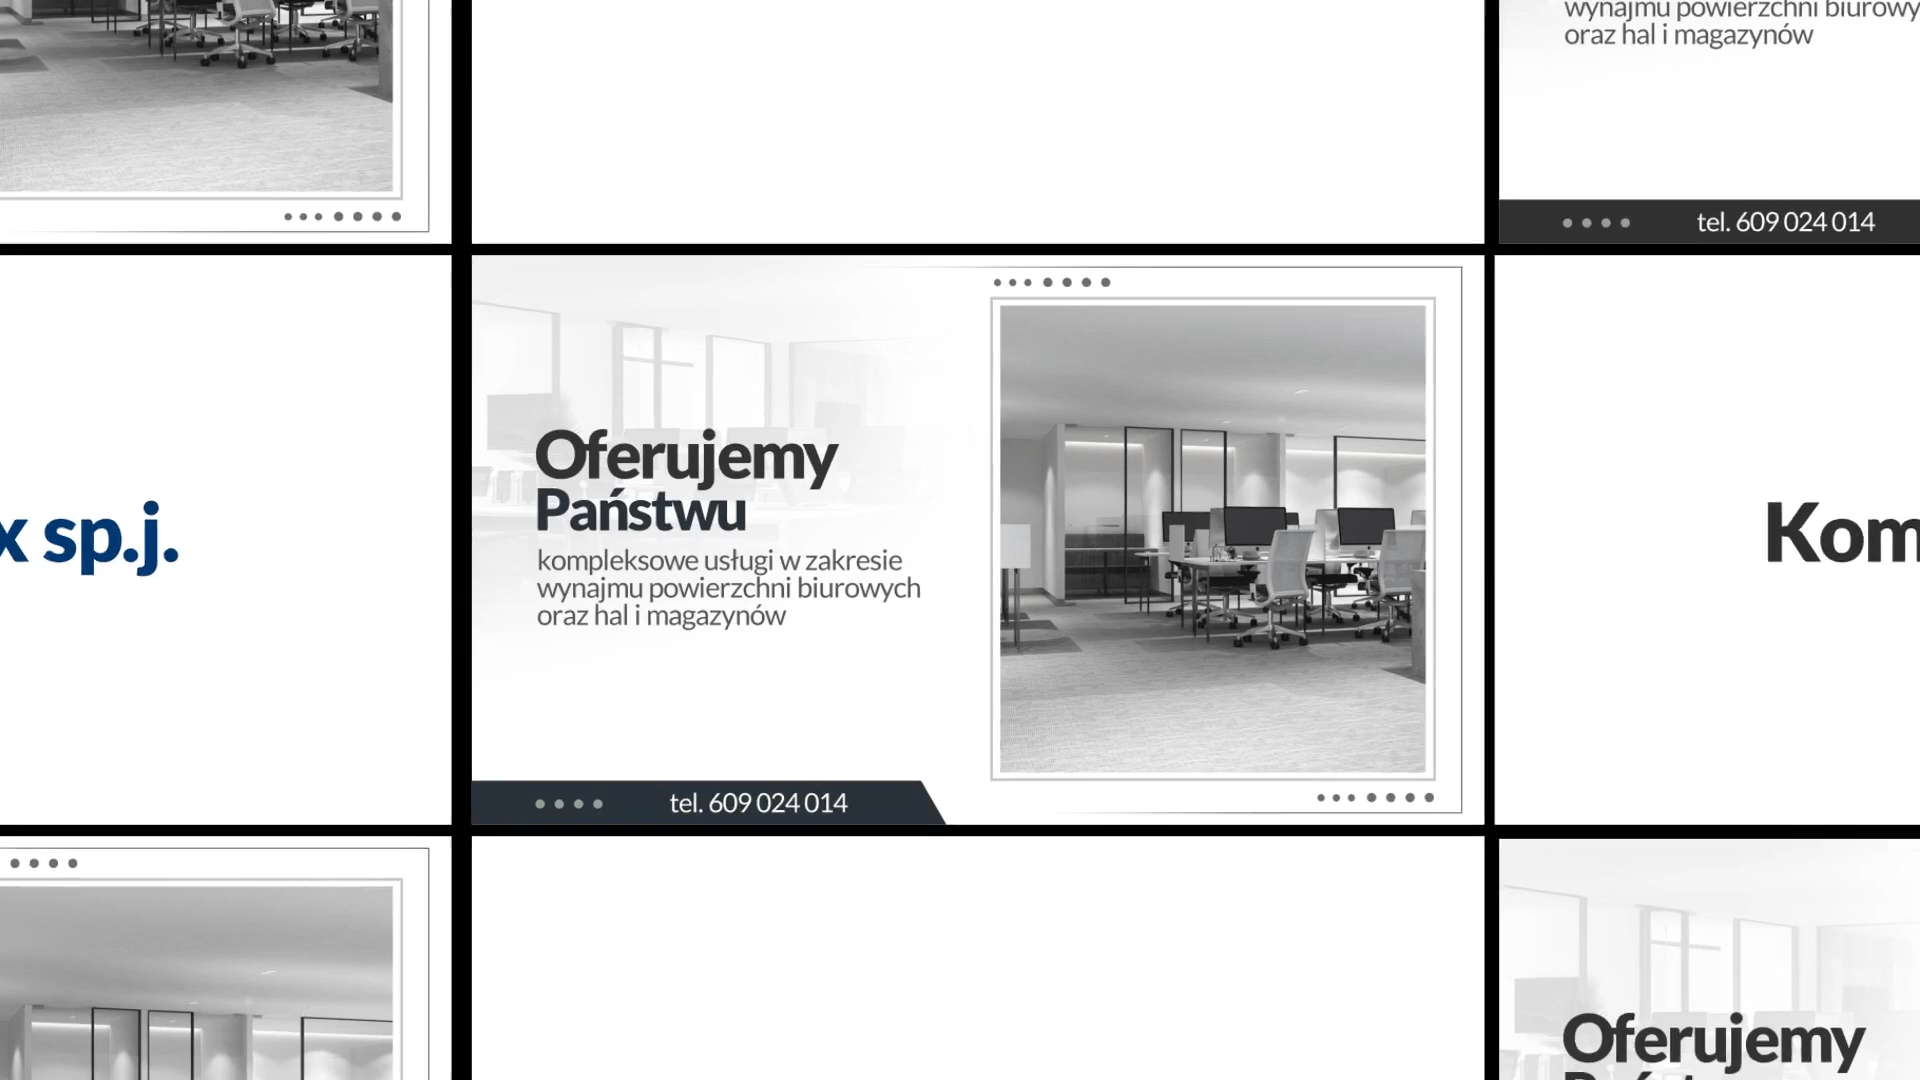 wynajmu powierzchni biurowy
oraz hal i magazynów
tel. 609 024 014
x sp.j.
Oferujemy
Państwu
kompleksowe usługi w zakresie
wynajmu powierzchni biurowych
oraz hal i magazynów
tel. 609 024 014
Kom
Oferujemy